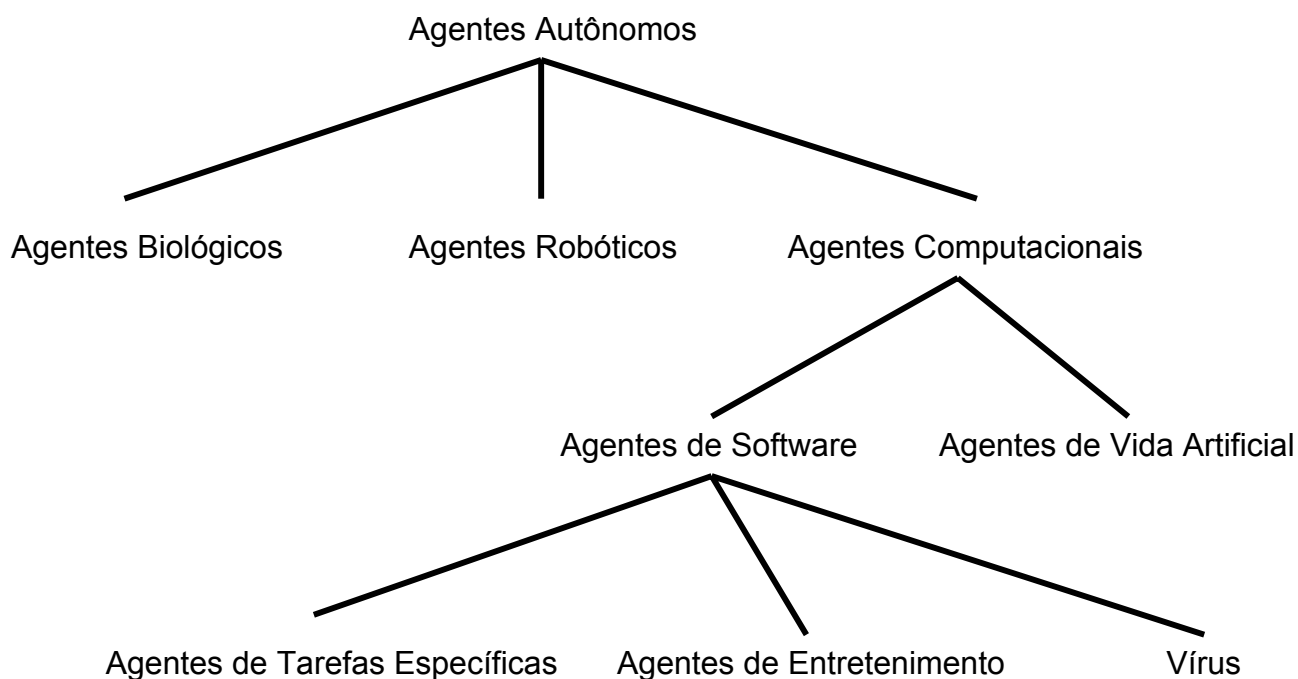 Agentes Autônomos
Agentes Biológicos
Agentes Robóticos
Agentes Computacionais
Agentes de Software
Agentes de Vida Artificial
Agentes de Tarefas Específicas
Agentes de Entretenimento
Vírus